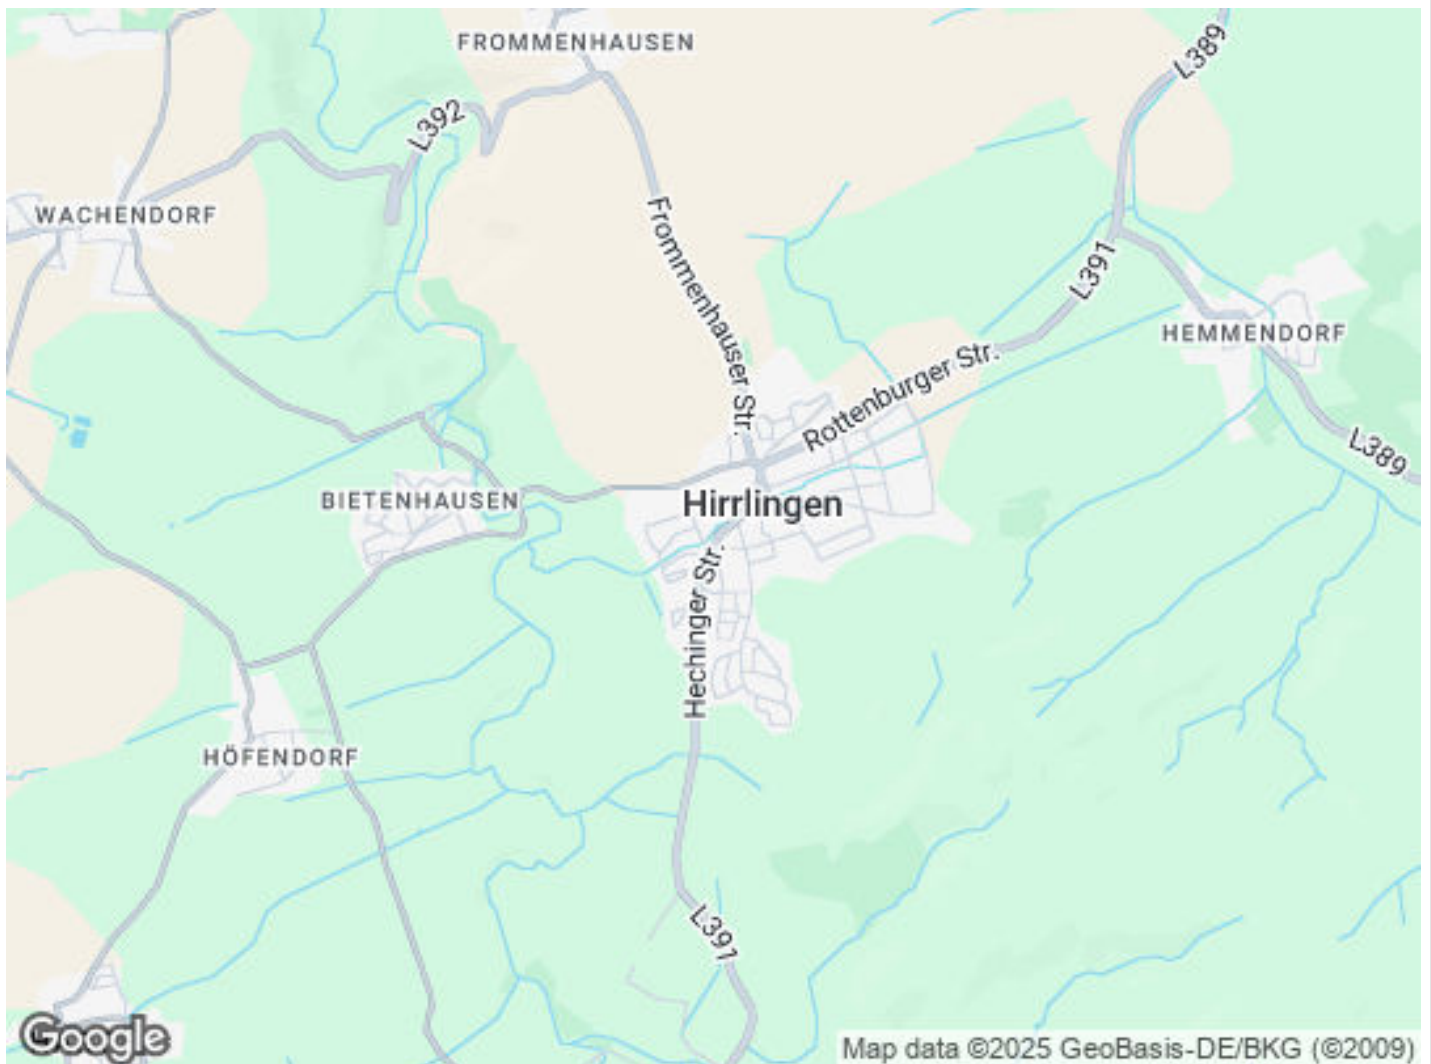 FROMMENHAUSEN
L389
L392
WACHENDORF
Frommenhauser Str.
L391
HEMMENDORF
Rottenburger Str.
L389
BIETENHAUSEN
Hirrlingen
Hechinger Str.
HÖFENDORF
L391
Google
Map data ©2025 GeoBasis-DE/BKG (©2009)